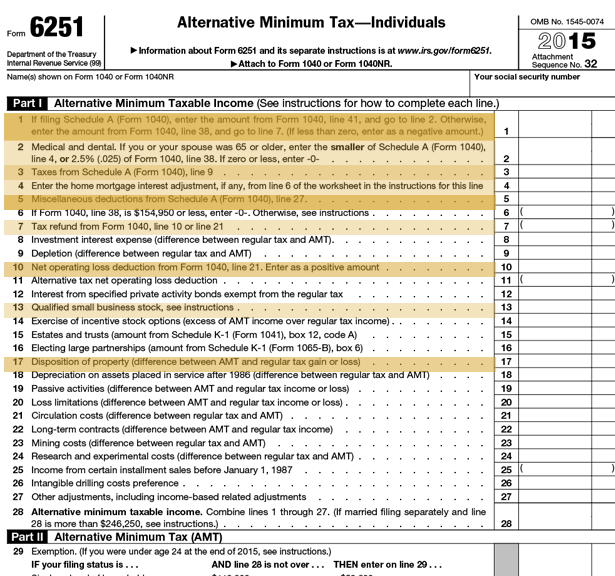 Form 6251
Department of the Treasury
Internal Revenue Service (99)
Alternative Minimum Tax—Individuals
▶ Information about Form 6251 and its separate instructions is at www.irs.gov/form6251.
▶ Attach to Form 1040 or Form 1040NR.
OMB No. 1545-0074
2015
Attachment
Sequence No. 32
Name(s) shown on Form 1040 or Form 1040NR
Your social security number
Part I Alternative Minimum Taxable Income (See instructions for how to complete each line.)
1 If filing Schedule A (Form 1040), enter the amount from Form 1040, line 41, and go to line 2. Otherwise,
enter the amount from Form 1040, line 38, and go to line 7. (If less than zero, enter as a negative amount.) 1
2 Medical and dental. If you or your spouse was 65 or older, enter the smaller of Schedule A (Form 1040),
line 4, or 2.5% (.025) of Form 1040, line 38. If zero or less, enter -0- 2
3 Taxes from Schedule A (Form 1040), line 9 . . . . . . . . . . 3
4 Enter the home mortgage interest adjustment, if any, from line 6 of the worksheet in the instructions for this line 4
5 Miscellaneous deductions from Schedule A (Form 1040), line 27. . . . . . . . . . 5
6 If Form 1040, line 38, is $154,950 or less, enter -0-. Otherwise, see instructions . . . . . . . 6 ( )
7 Tax refund from Form 1040, line 10 or line 21 . . . . . . . . . . 7 ( )
8 Investment interest expense (difference between regular tax and AMT). . . . . . . . . . 8
9 Depletion (difference between regular tax and AMT) . . . . . . . . . . 9
10 Net operating loss deduction from Form 1040, line 21. Enter as a positive amount . . . . . . . 10
11 Alternative tax net operating loss deduction . . . . . . . . . . 11 ( )
12 Interest from specified private activity bonds exempt from the regular tax . . . . . . . . 12
13 Qualified small business stock, see instructions . . . . . . . . . . 13
14 Exercise of incentive stock options (excess of AMT income over regular tax income) . . . . . . . 14
15 Estates and trusts (amount from Schedule K-1 (Form 1041), box 12, code A) . . . . . . . . 15
16 Electing large partnerships (amount from Schedule K-1 (Form 1065-B), box 6) . . . . . . . . 16
17 Disposition of property (difference between AMT and regular tax gain or loss) . . . . . . . . 17
18 Depreciation on assets placed in service after 1986 (difference between regular tax and AMT) . . . . 18
19 Passive activities (difference between AMT and regular tax income or loss) . . . . . . . . 19
20 Loss limitations (difference between AMT and regular tax income or loss) . . . . . . . . . 20
21 Circulation costs (difference between regular tax and AMT) . . . . . . . . . . 21
22 Long-term contracts (difference between AMT and regular tax income) . . . . . . . . . 22
23 Mining costs (difference between regular tax and AMT) . . . . . . . . . . 23
24 Research and experimental costs (difference between regular tax and AMT) . . . . . . . . 24
25 Income from certain installment sales before January 1, 1987 . . . . . . . . . . 25 ( )
26 Intangible drilling costs preference . . . . . . . . . . 26
27 Other adjustments, including income-based related adjustments . . . . . . . . . . 27
28 Alternative minimum taxable income. Combine lines 1 through 27. (If married filing separately and line
28 is more than $246,250, see instructions.) . . . . . . . . . . 28
Part II Alternative Minimum Tax (AMT)
29 Exemption. (If you were under age 24 at the end of 2015, see instructions.)
IF your filing status is . . . AND line 28 is not over . . . THEN enter on line 29 . . .